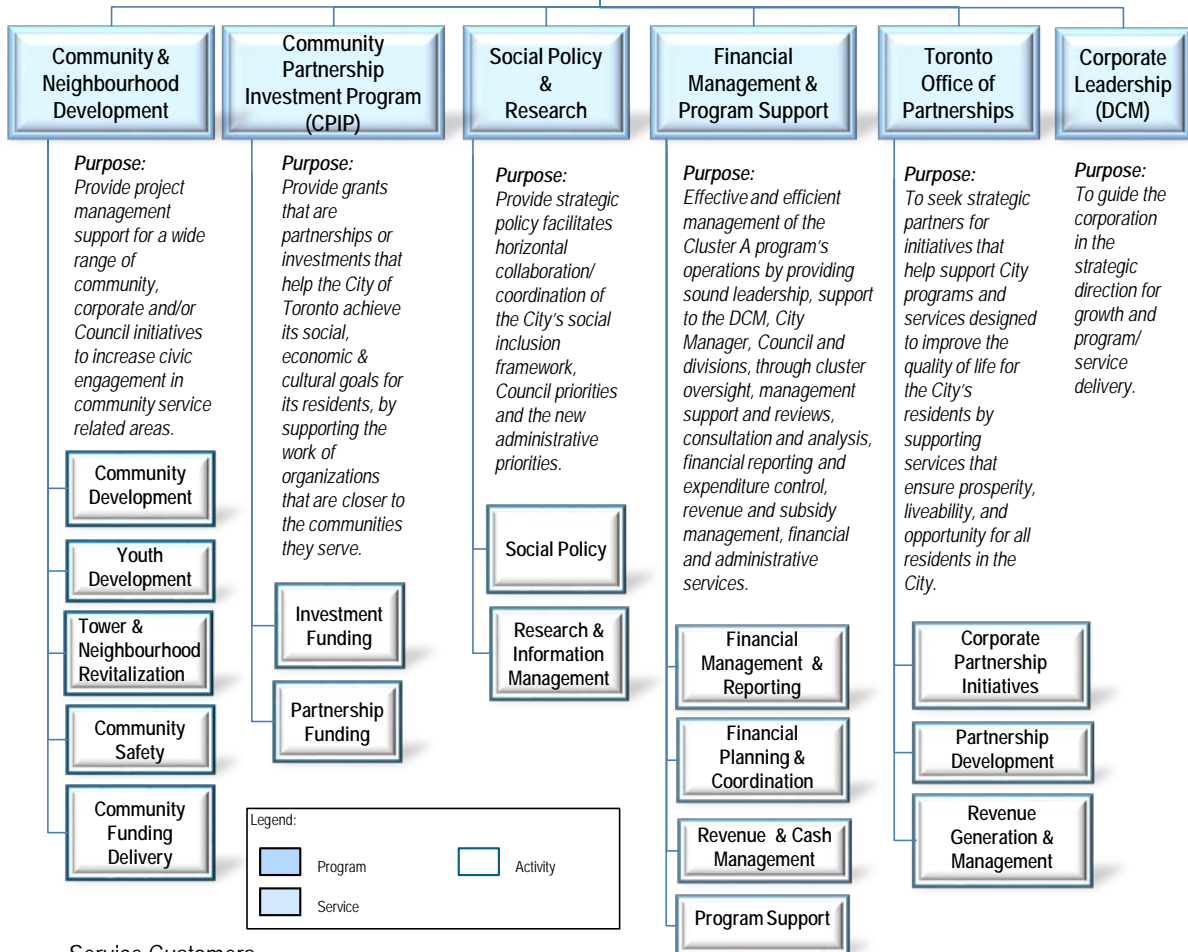 Community &
Neighbourhood
Development
Community
Partnership
Investment Program
(CPIP)
Social Policy
&
Research
Financial
Management &
Program Support
Toronto
Office of
Partnerships
Corporate
Leadership
(DCM)
Purpose:
Provide project
management
support for a wide
range of
community,
corporate and/or
Council initiatives
to increase civic
engagement in
community service
related areas.
Community
Development
Youth
Development
Tower &
Neighbourhood
Revitalization
Community
Safety
Community
Funding
Delivery
Purpose:
Provide grants
that are
partnerships or
investments that
help the City of
Toronto achieve
its social,
economic &
cultural goals for
its residents, by
supporting the
work of
organizations
that are closer to
the communities
they serve.
Investment
Funding
Partnership
Funding
Purpose:
Provide strategic
policy facilitates
horizontal
collaboration/
coordination of
the City's social
inclusion
framework,
Council priorities
and the new
administrative
priorities.
Social Policy
Research &
Information
Management
Purpose:
Effective and efficient
management of the
Cluster A program's
operations by providing
sound leadership, support
to the DCM, City
Manager, Council and
divisions, through cluster
oversight, management
support and reviews,
consultation and analysis,
financial reporting and
expenditure control,
revenue and subsidy
management, financial
and administrative
services.
Financial
Management &
Reporting
Financial
Planning &
Coordination
Revenue & Cash
Management
Program Support
Purpose:
To seek strategic
partners for
initiatives that
help support City
programs and
services designed
to improve the
quality of life for
the City's
residents by
supporting
services that
ensure prosperity,
liveability, and
opportunity for all
residents in the
City.
Corporate
Partnership
Initiatives
Partnership
Development
Revenue
Generation &
Management
Purpose:
To guide the
corporation
in the
strategic
direction for
growth and
program/
service
delivery.
Legend:
Program
Activity
Service
Service Customers